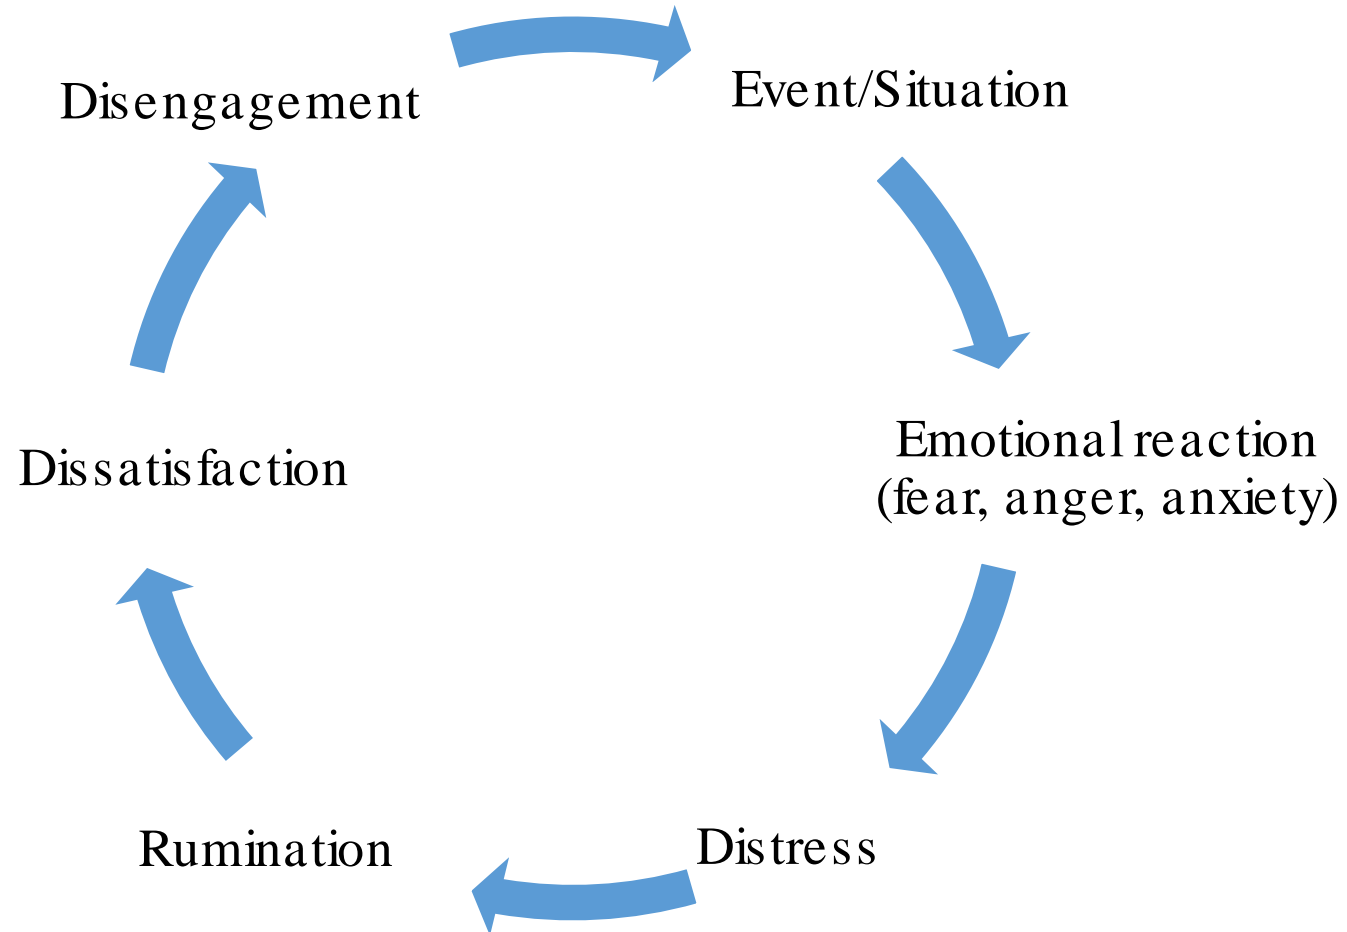 Disengagement
Event/Situation
Emotional reaction
(fear, anger, anxiety)
Dissatisfaction
Rumination
Distress